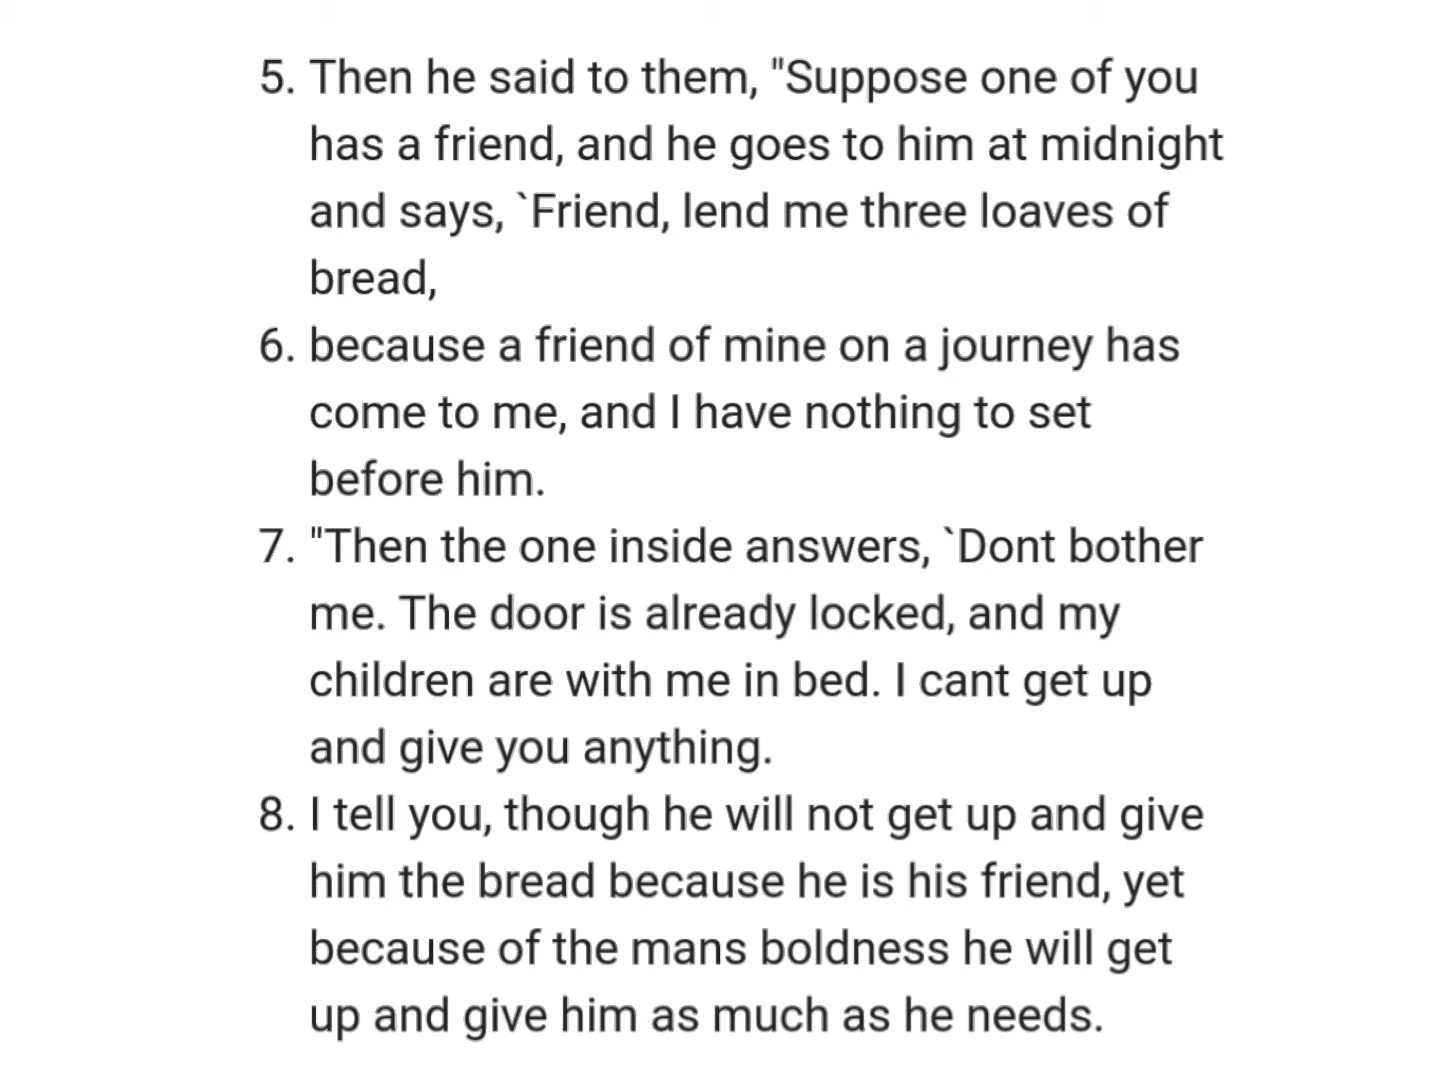 5. Then he said to them, "Suppose one of you
has a friend, and he goes to him at midnight
and says, `Friend, lend me three loaves of
bread,
6. because a friend of mine on a journey has
come to me, and I have nothing to set
before him.
7. "Then the one inside answers, `Dont bother
me. The door is already locked, and my
children are with me in bed. I cant get up
and give you anything.
8. I tell you, though he will not get up and give
him the bread because he is his friend, yet
because of the mans boldness he will get
up and give him as much as he needs.